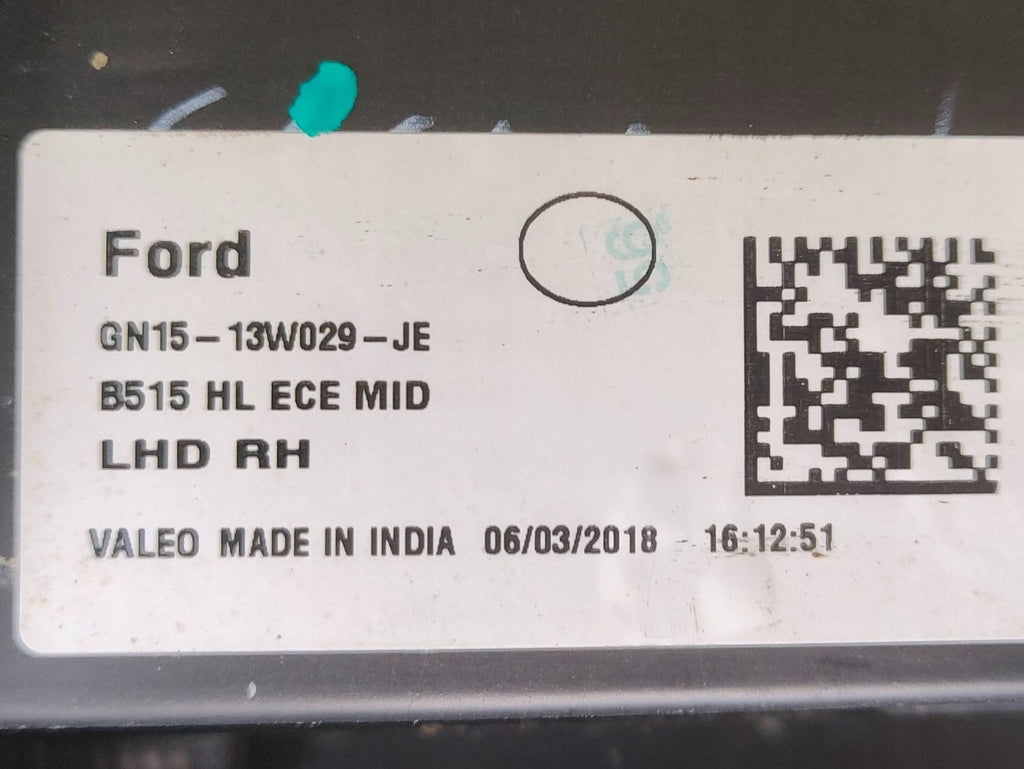 Ford
GN15-13W029-JE
B515 HL ECE MID
LHD RH
VALEO MADE IN INDIA 06/03/2018 16:12:51